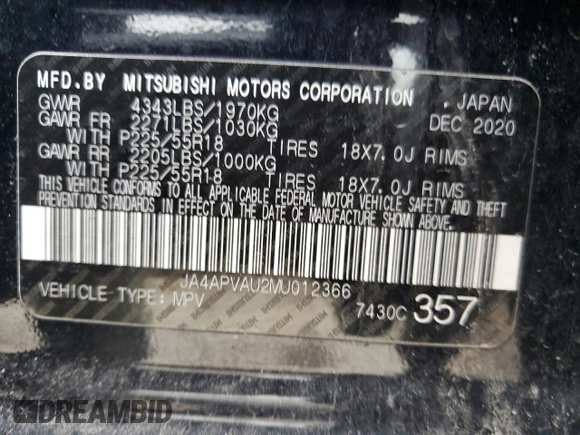 MFD.BY MITSUBISHI MOTORS CORPORATION . JAPAN
GVWR 4343LBS/1970KG DEC 2020
GAWR FR 2271LBS/1030KG
WITH P225/55R18 TIRES 18X7.0J RIMS
GAWR RR 2205LBS/1000KG
WITH P225/55R18 TIRES 18X7.0J RIMS
THIS VEHICLE CONFORMS TO ALL APPLICABLE FEDERAL MOTOR VEHICLE SAFETY AND THEFT
PREVENTION STANDARDS IN EFFECT ON THE DATE OF MANUFACTURE SHOWN ABOVE.
JA4APVAU2MU012366
VEHICLE-TYPE:MPV 7430C 357
DREAMBID